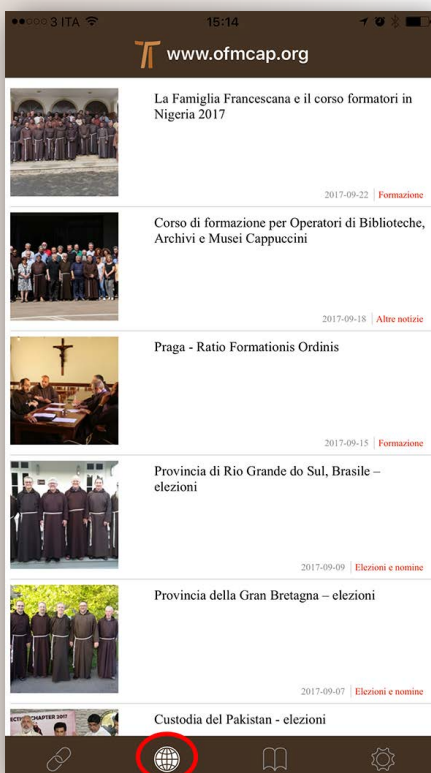 3 ITA 15:14
www.ofmcap.org
La Famiglia Francescana e il corso formatori in
Nigeria 2017
2017-09-22 | Formazione
Corso di formazione per Operatori di Biblioteche,
Archivi e Musei Cappuccini
2017-09-18 | Altre notizie
Praga - Ratio Formationis Ordinis
2017-09-15 | Formazione
Provincia di Rio Grande do Sul, Brasile –
elezioni
2017-09-09 | Elezioni e nomine
Provincia della Gran Bretagna – elezioni
2017-09-07 | Elezioni e nomine
CHAPTER 2017
Custodia del Pakistan - elezioni